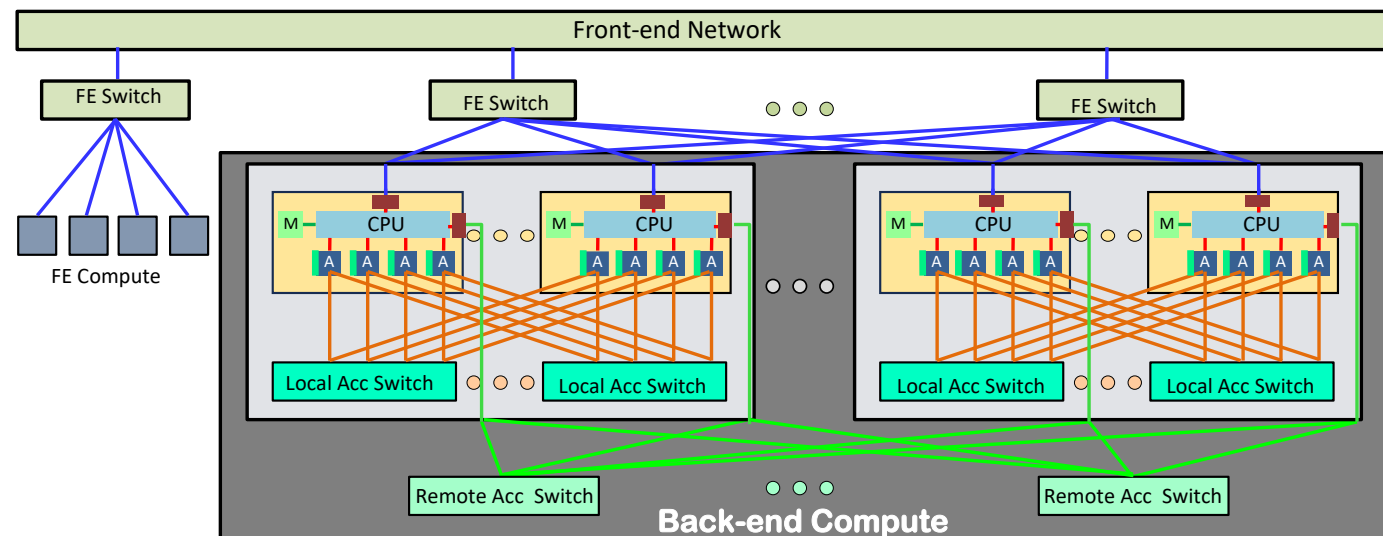 Front-end Network
FE Switch
FE Switch
FE Switch
FE Compute
M
CPU
A
A
A
A
M
CPU
A
A
A
A
M
CPU
A
A
A
A
M
CPU
A
A
A
A
Local Acc Switch
Local Acc Switch
Local Acc Switch
Local Acc Switch
Remote Acc Switch
Remote Acc Switch
Back-end Compute